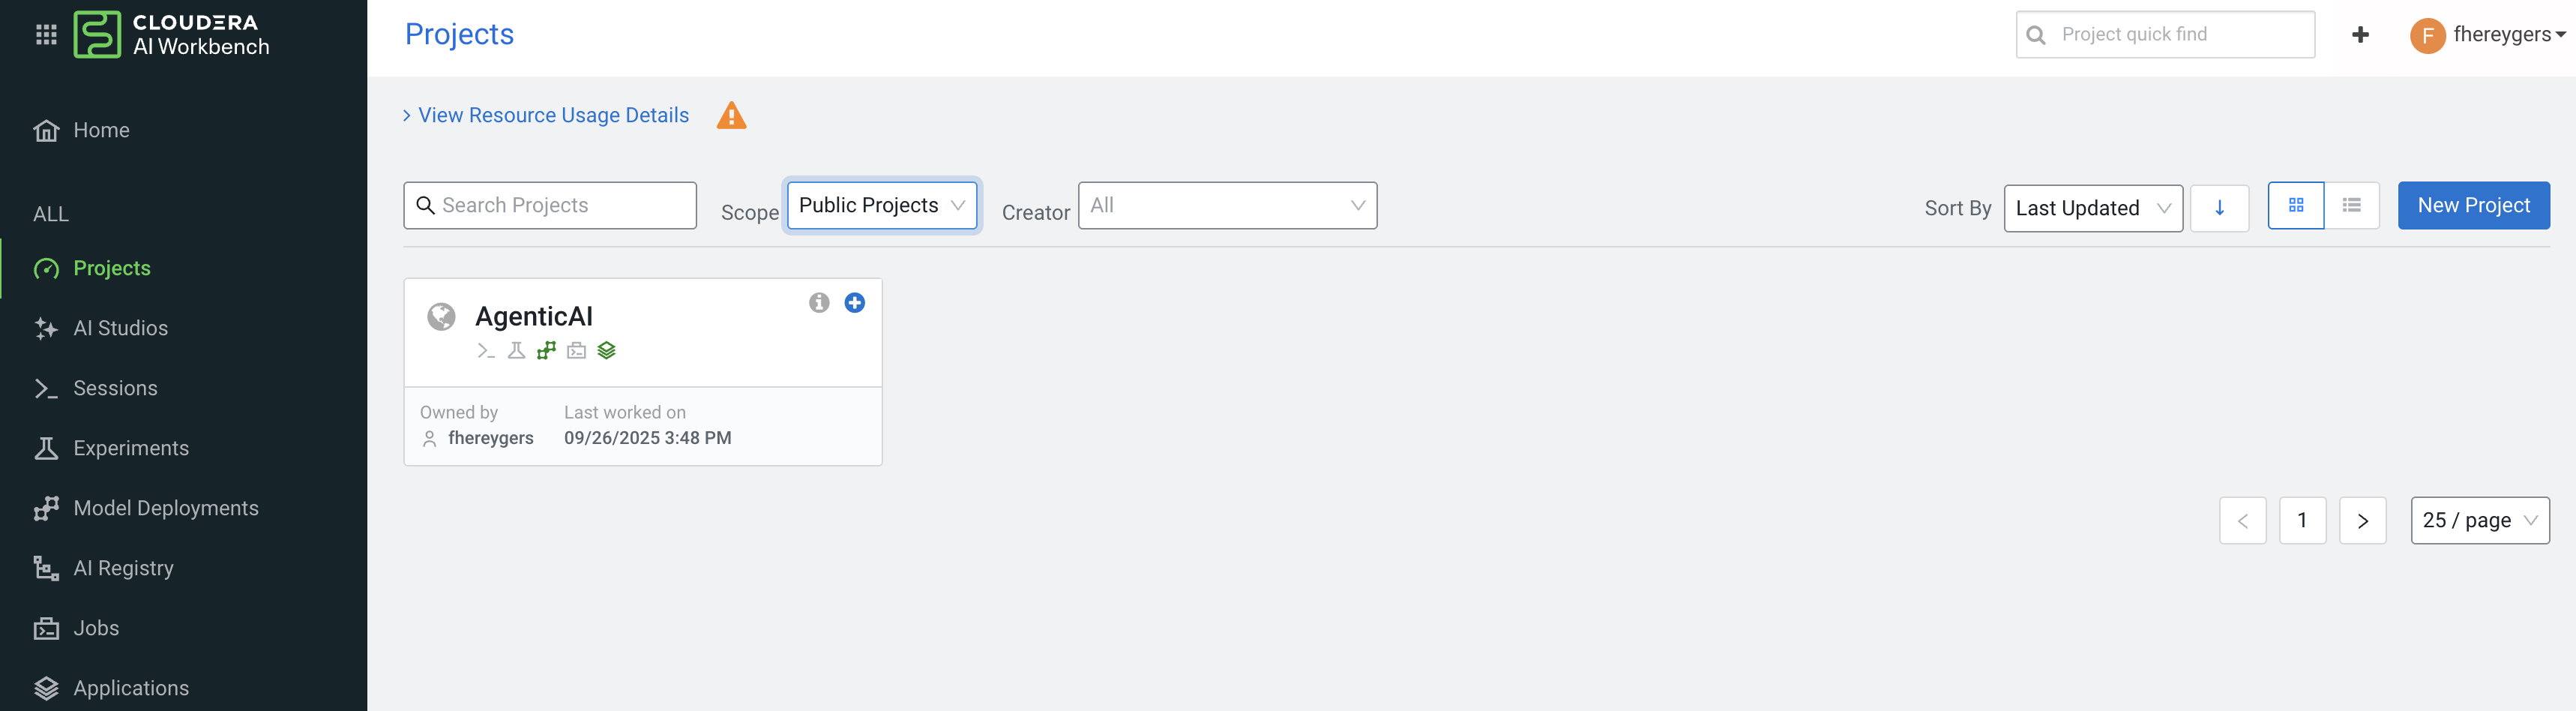 CLOUDERA
AI Workbench
Home
ALL
Projects
AI Studios
Sessions
Experiments
Model Deployments
AI Registry
Jobs
Applications
Projects
Project quick find
F
fhereygers
View Resource Usage Details
Search Projects
Scope
Public Projects
Creator
All
Sort By
Last Updated
New Project
AgenticAI
Owned by
Last worked on
fhereygers
09/26/2025 3:48 PM
1
25 / page